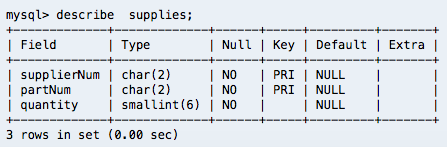 mysql> describe  supplies;
+-------------+-------------+------+-----+---------+-------+
| Field       | Type        | Null | Key | Default | Extra |
+-------------+-------------+------+-----+---------+-------+
| supplierNum | char(2)     | NO   | PRI | NULL    |       |
| partNum     | char(2)     | NO   | PRI | NULL    |       |
| quantity    | smallint(6) | NO   |     | NULL    |       |
+-------------+-------------+------+-----+---------+-------+
3 rows in set (0.00 sec)